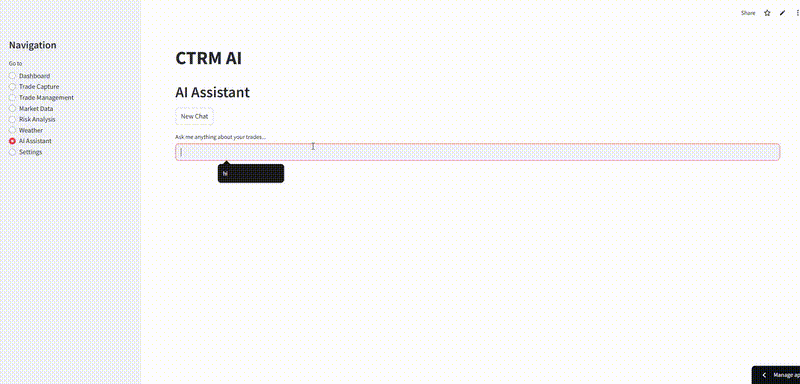 Share
Navigation
Go to
Dashboard
Trade Capture
Trade Management
Market Data
Risk Analysis
Weather
AI Assistant
Settings
CTRM AI
AI Assistant
New Chat
Ask me anything about your trades...
hi
Manage ap